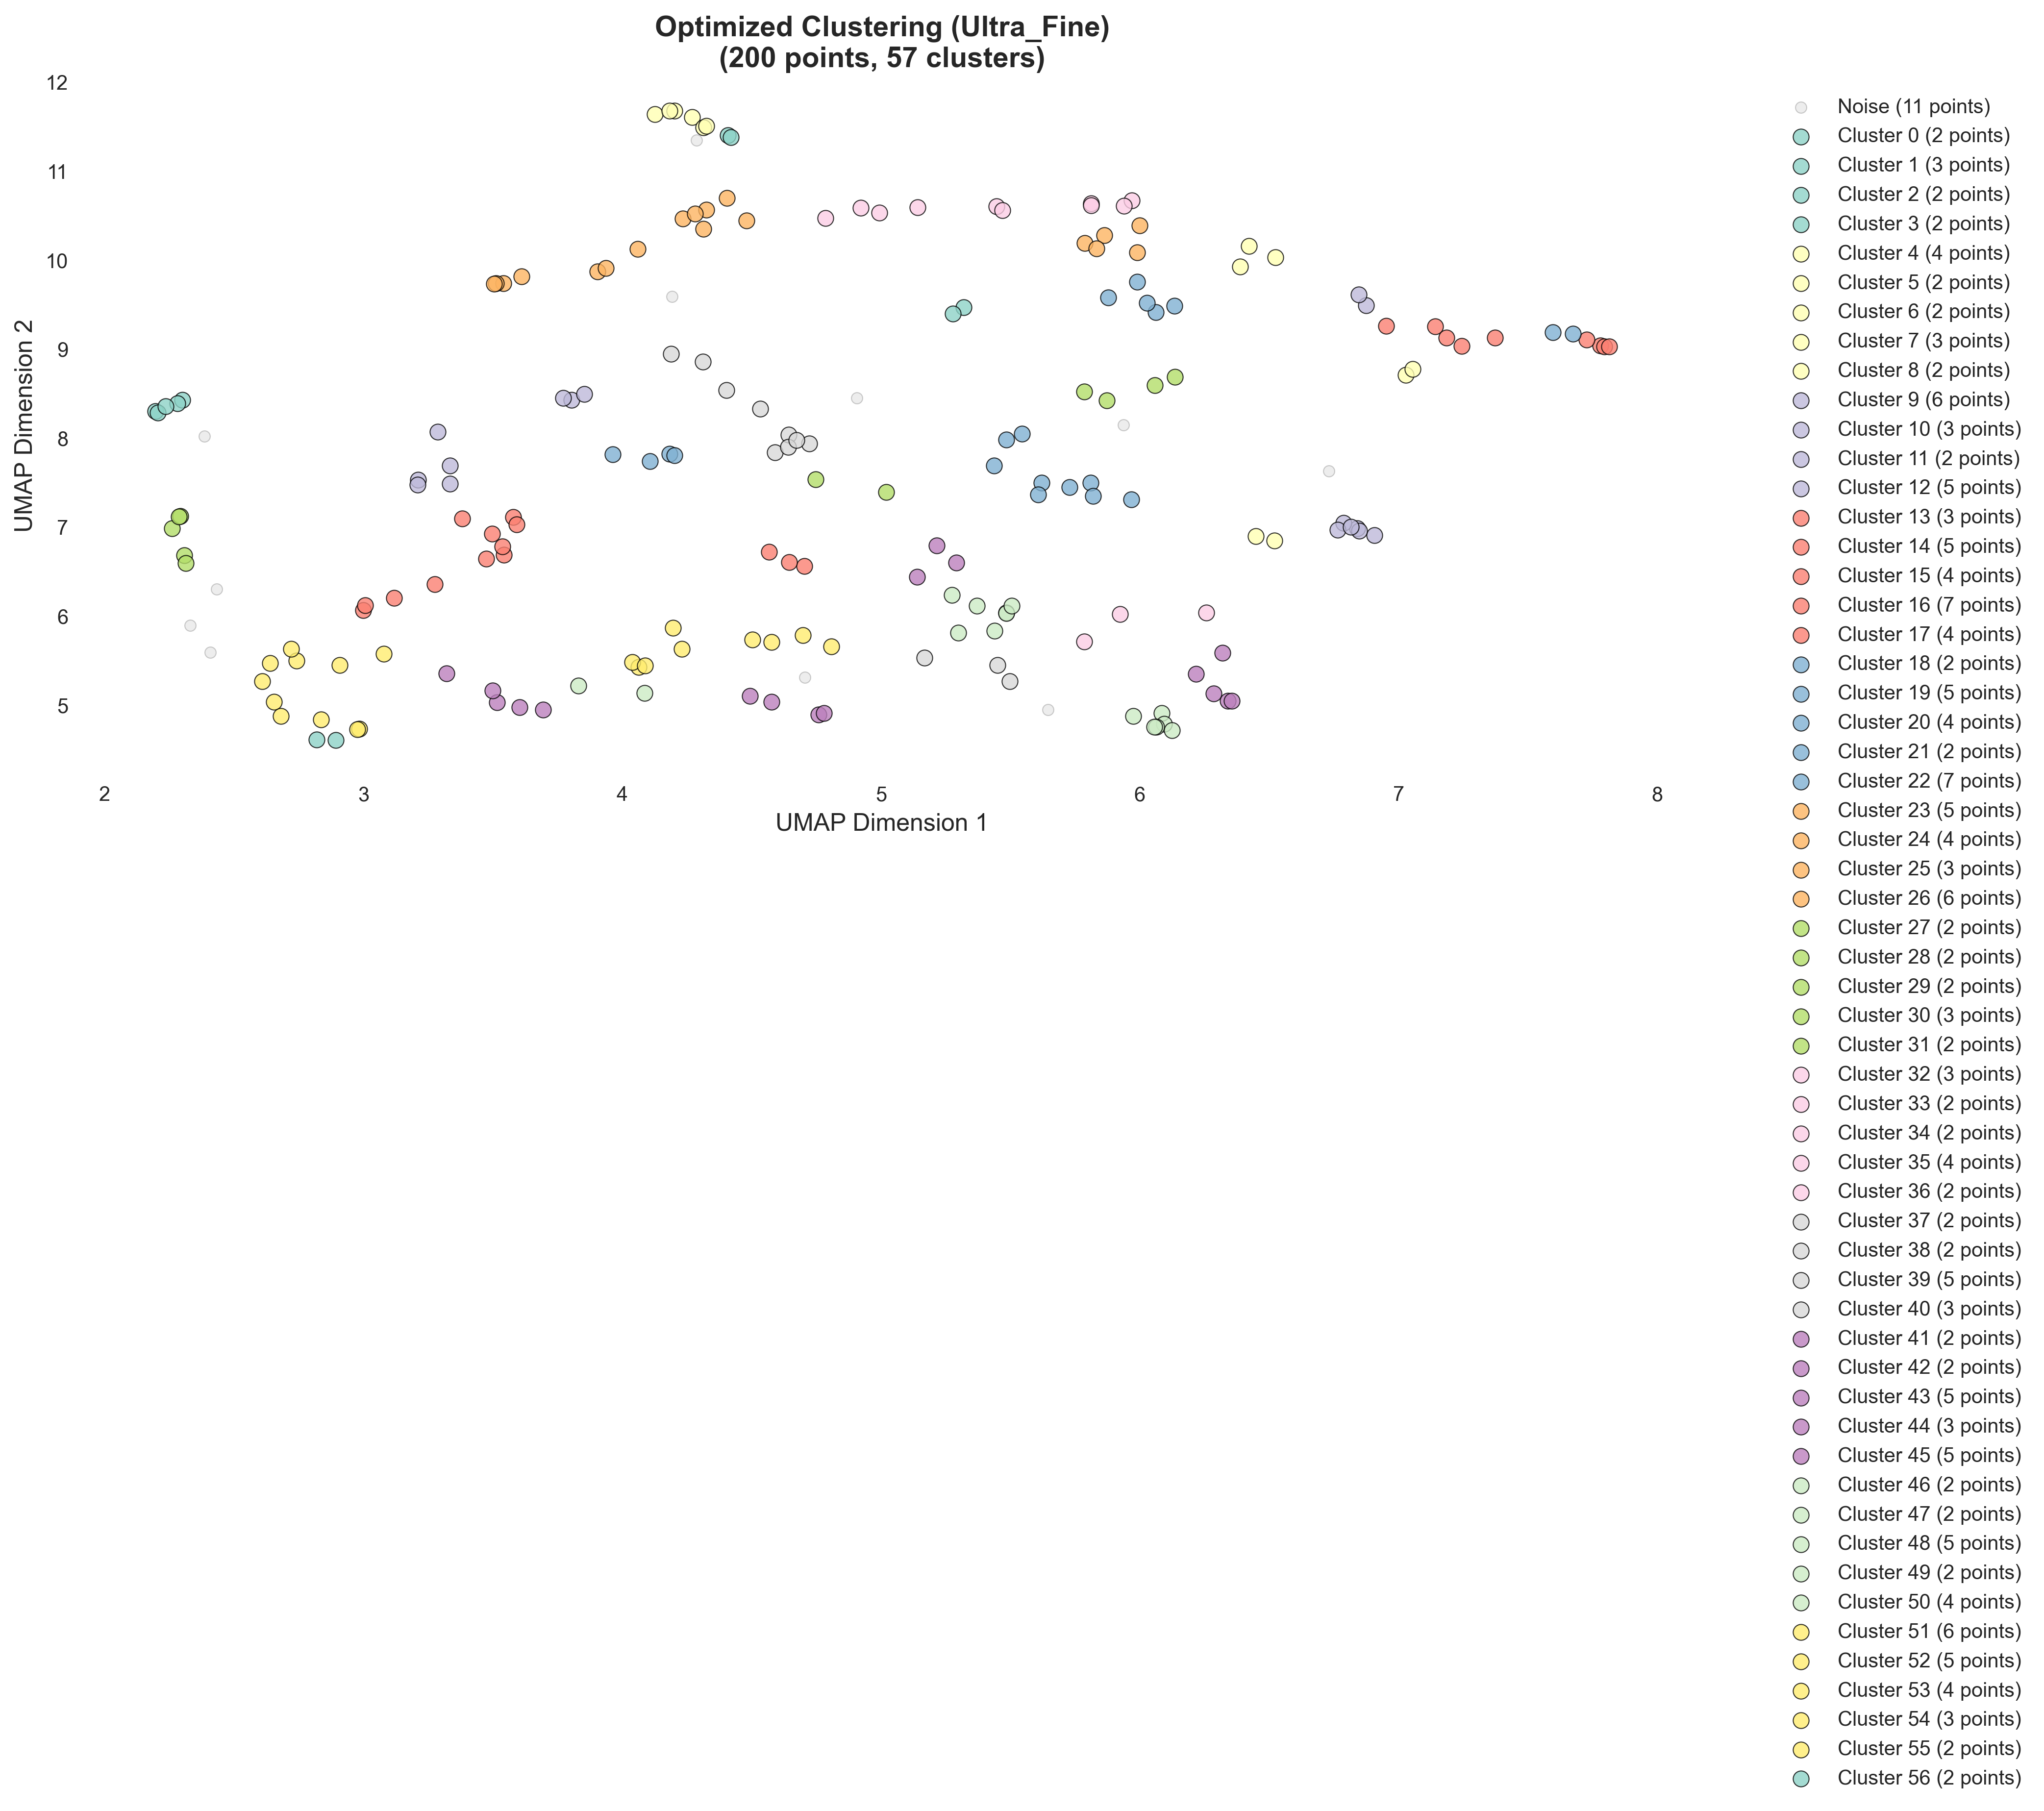 Optimized Clustering (Ultra_Fine)
(200 points, 57 clusters)
UMAP Dimension 2
12
11
10
9
8
7
6
5
2
3
4
5
6
7
8
UMAP Dimension 1
Noise (11 points)
Cluster 0 (2 points)
Cluster 1 (3 points)
Cluster 2 (2 points)
Cluster 3 (2 points)
Cluster 4 (4 points)
Cluster 5 (2 points)
Cluster 6 (2 points)
Cluster 7 (3 points)
Cluster 8 (2 points)
Cluster 9 (6 points)
Cluster 10 (3 points)
Cluster 11 (2 points)
Cluster 12 (5 points)
Cluster 13 (3 points)
Cluster 14 (5 points)
Cluster 15 (4 points)
Cluster 16 (7 points)
Cluster 17 (4 points)
Cluster 18 (2 points)
Cluster 19 (5 points)
Cluster 20 (4 points)
Cluster 21 (2 points)
Cluster 22 (7 points)
Cluster 23 (5 points)
Cluster 24 (4 points)
Cluster 25 (3 points)
Cluster 26 (6 points)
Cluster 27 (2 points)
Cluster 28 (2 points)
Cluster 29 (2 points)
Cluster 30 (3 points)
Cluster 31 (2 points)
Cluster 32 (3 points)
Cluster 33 (2 points)
Cluster 34 (2 points)
Cluster 35 (4 points)
Cluster 36 (2 points)
Cluster 37 (2 points)
Cluster 38 (2 points)
Cluster 39 (5 points)
Cluster 40 (3 points)
Cluster 41 (2 points)
Cluster 42 (2 points)
Cluster 43 (5 points)
Cluster 44 (3 points)
Cluster 45 (5 points)
Cluster 46 (2 points)
Cluster 47 (2 points)
Cluster 48 (5 points)
Cluster 49 (2 points)
Cluster 50 (4 points)
Cluster 51 (6 points)
Cluster 52 (5 points)
Cluster 53 (4 points)
Cluster 54 (3 points)
Cluster 55 (2 points)
Cluster 56 (2 points)